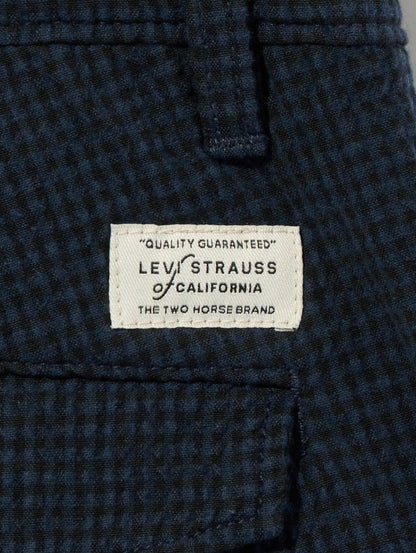 "QUALITY GUARANTEED"
LEVI STRAUSS
of CALIFORNIA
THE TWO HORSE BRAND